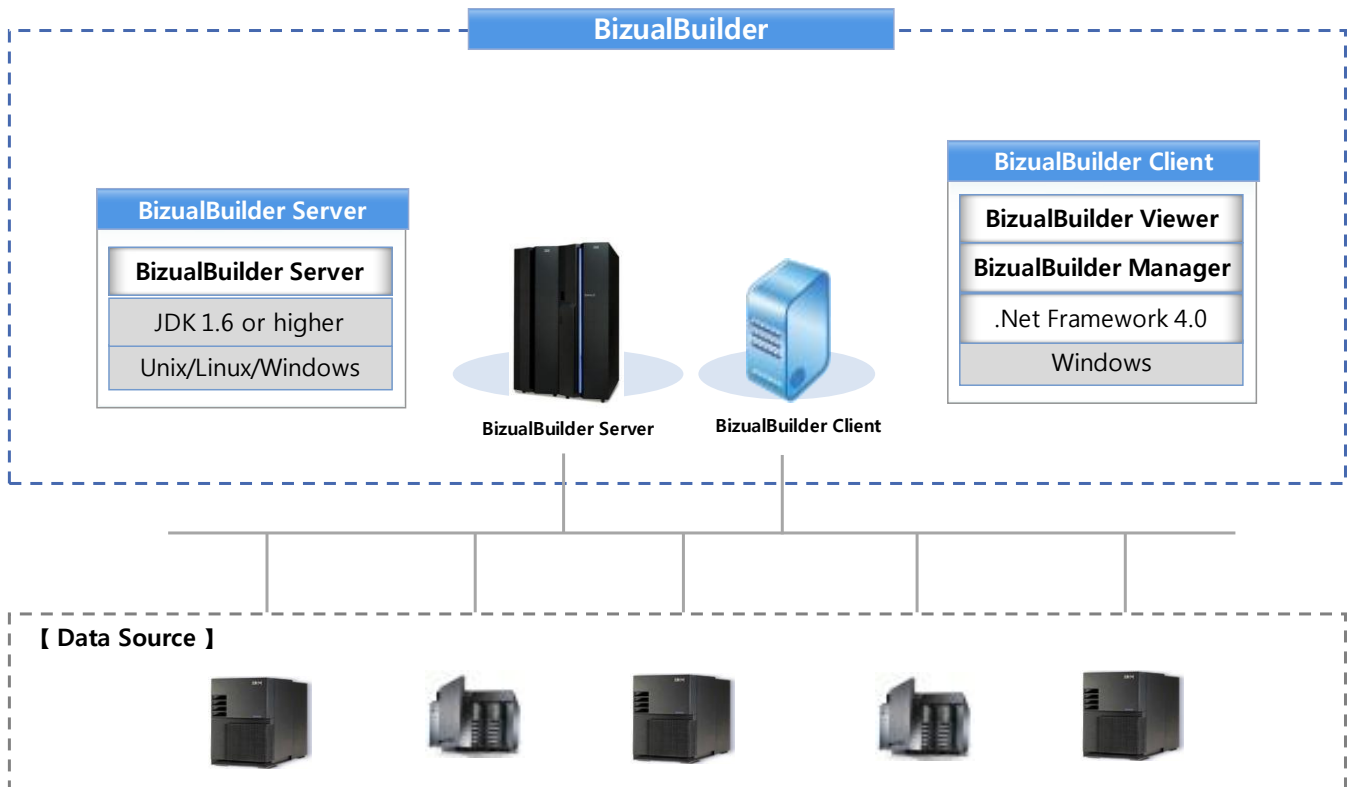 BizualBuilder
BizualBuilder Server
BizualBuilder Server
JDK 1.6 or higher
Unix/Linux/Windows
BizualBuilder Server
BizualBuilder Client
BizualBuilder Client
BizualBuilder Viewer
BizualBuilder Manager
.Net Framework 4.0
Windows
【 Data Source 】